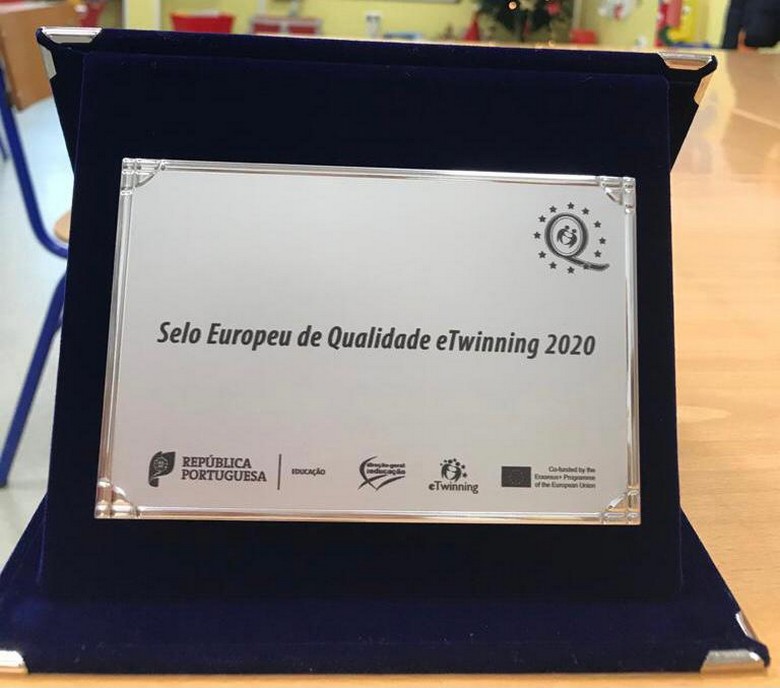 Q
Selo Europeu de Qualidade eTwinning 2020
REPÚBLICA
PORTUGUESA
EDUCAÇÃO
direção-geral
da educação
eTwinning
Co-funded by the
Erasmus+ Programme
of the European Union